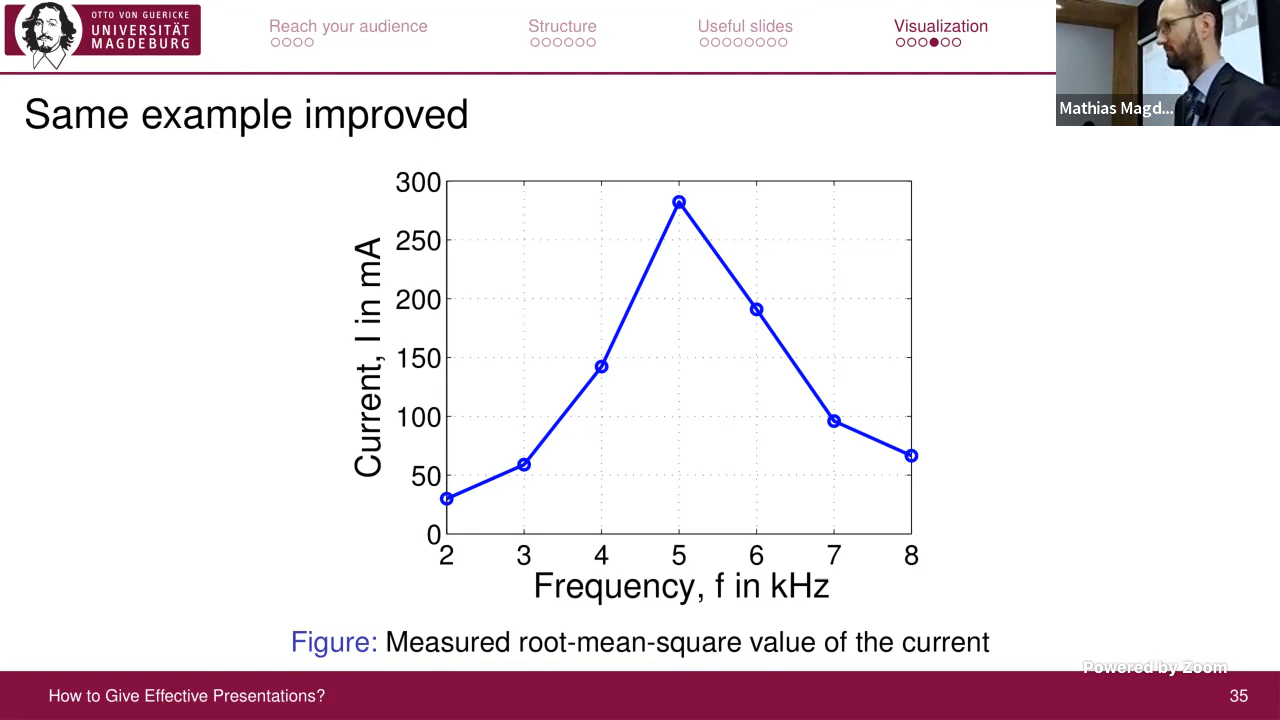 OTTO VON GUERICKE
UNIVERSITÄT
MAGDEBURG
Reach your audience
Structure
Useful slides
Visualization
Mathias Magd...
Same example improved
300
250
200
150
100
50
0
Current, I in mA
2 3 4 5 6 7 8
Frequency, f in kHz
Figure: Measured root-mean-square value of the current
Powered by Zoom
How to Give Effective Presentations?
35